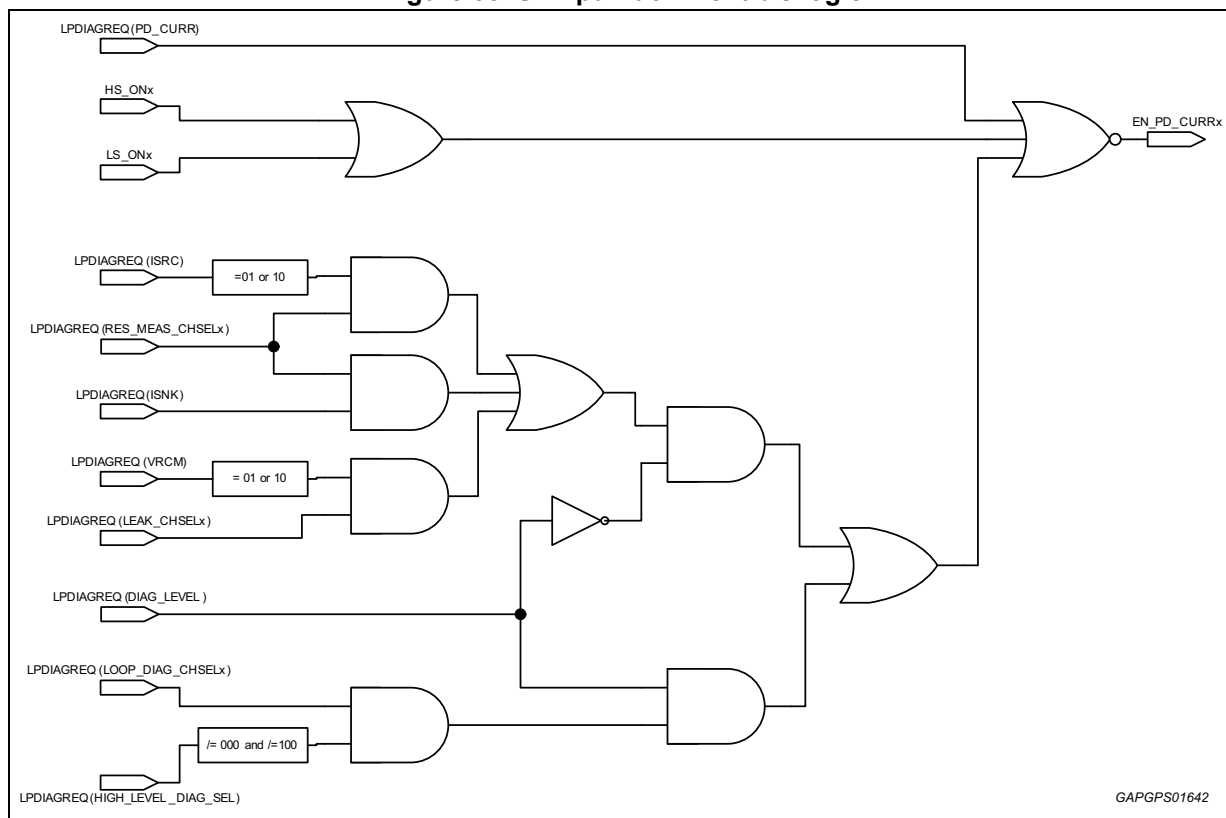 LPDIAGREQ(PD_CURR)
HS_ONx
EN_PD_CURRx
LS_ONx
LPDIAGREQ (ISRC)
=01 or 10
LPDIAGREQ (RES_MEAS_CHSELx)
LPDIAGREQ(ISNK)
LPDIAGREQ (VRCM)
= 01 or 10
LPDIAGREQ (LEAK_CHSELx)
LPDIAGREQ (DIAG_LEVEL )
LPDIAGREQ (LOOP_DIAG_CHSELx)
/= 000 and /=100
LPDIAGREQ(HIGH_LEVEL_DIAG_SEL)
GAPGPS01642